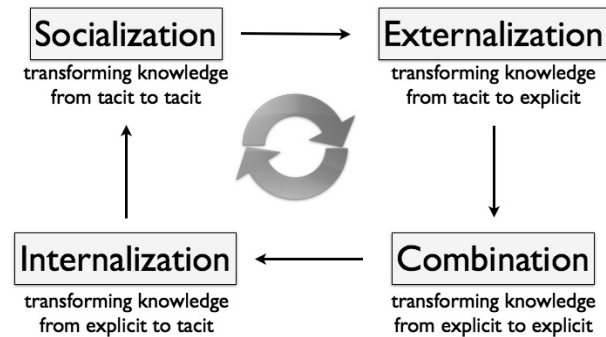 Socialization
transforming knowledge
from tacit to tacit
Externalization
transforming knowledge
from tacit to explicit
Internalization
transforming knowledge
from explicit to tacit
Combination
transforming knowledge
from explicit to explicit